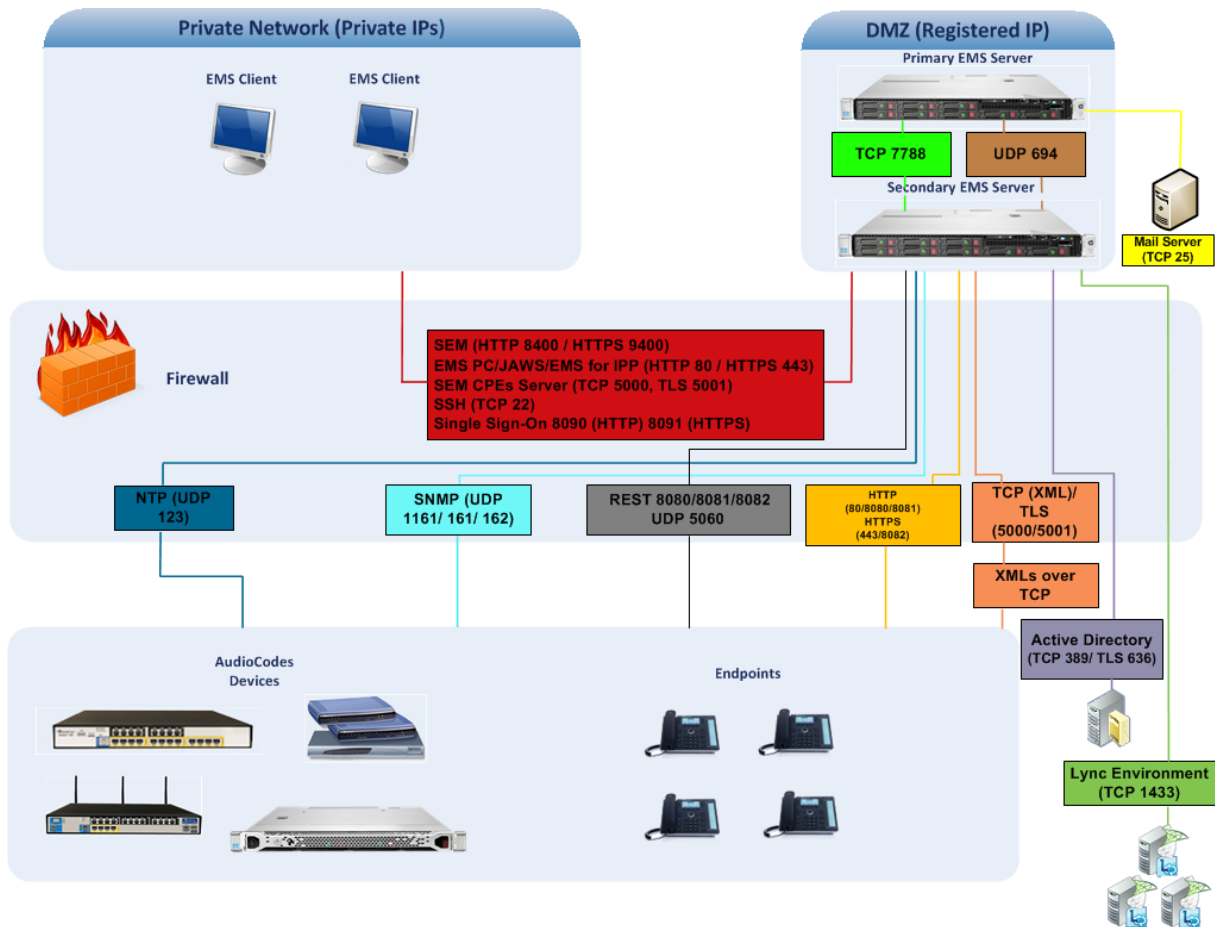 Private Network (Private IPs)
DMZ (Registered IP)
Primary EMS Server
EMS Client
EMS Client
TCP 7788
UDP 694
Secondary EMS Server
Mail Server
(TCP 25)
Firewall
SEM (HTTP 8400 / HTTPS 9400)
EMS PC/JAWS/EMS for IPP (HTTP 80 / HTTPS 443)
SEM CPEs Server (TCP 5000, TLS 5001)
SSH (TCP 22)
Single Sign-On 8090 (HTTP) 8091 (HTTPS)
NTP (UDP
123)
SNMP (UDP
1161/ 161/ 162)
REST 8080/8081/8082
UDP 5060
HTTP
(80/8080/8081)
HTTPS
(443/8082)
TCP (XML)/
TLS
(5000/5001)
XMLs over
TCP
Active Directory
(TCP 389/ TLS 636)
AudioCodes
Devices
Endpoints
Lync Environment
(TCP 1433)